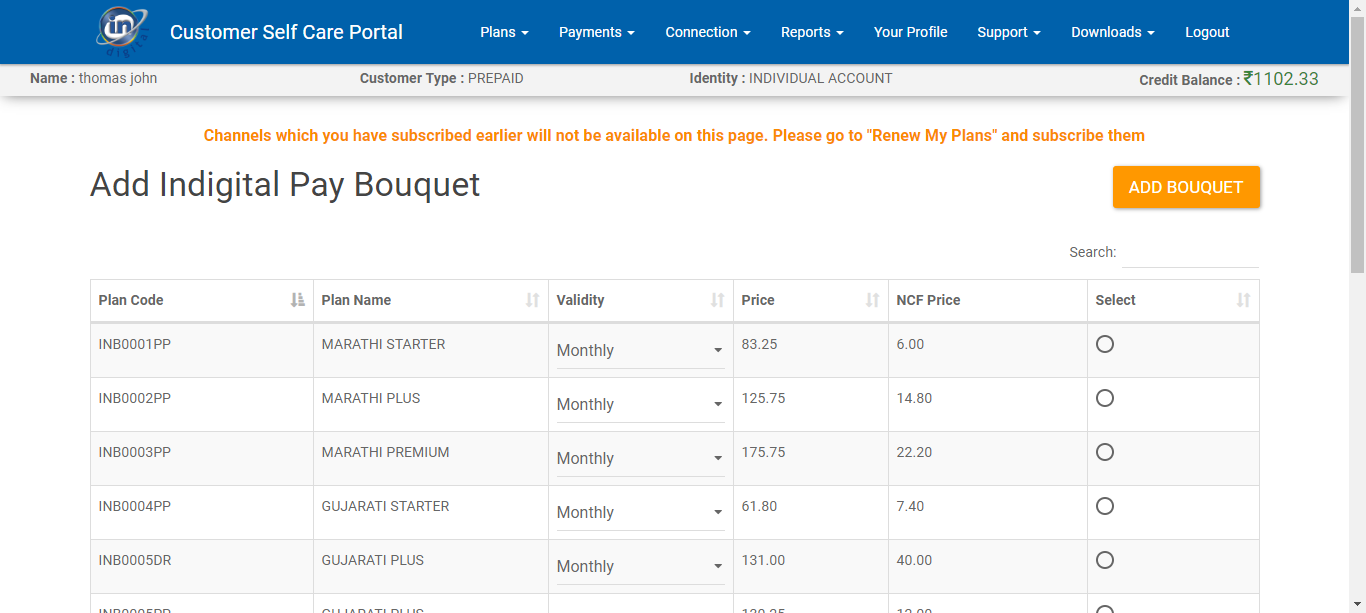 in
digital
Customer Self Care Portal
Plans
Payments
Connection
Reports
Your Profile
Support
Downloads
Logout
Name : thomas john
Customer Type : PREPAID
Identity : INDIVIDUAL ACCOUNT
Credit Balance : ₹1102.33
Channels which you have subscribed earlier will not be available on this page. Please go to "Renew My Plans" and subscribe them
Add Indigital Pay Bouquet
ADD BOUQUET
Search:
Plan Code Plan Name Validity Price NCF Price Select
INB0001PP MARATHI STARTER Monthly 83.25 6.00
INB0002PP MARATHI PLUS Monthly 125.75 14.80
INB0003PP MARATHI PREMIUM Monthly 175.75 22.20
INB0004PP GUJARATI STARTER Monthly 61.80 7.40
INB0005DR GUJARATI PLUS Monthly 131.00 40.00
INB0005PP GUJARATI PLUS